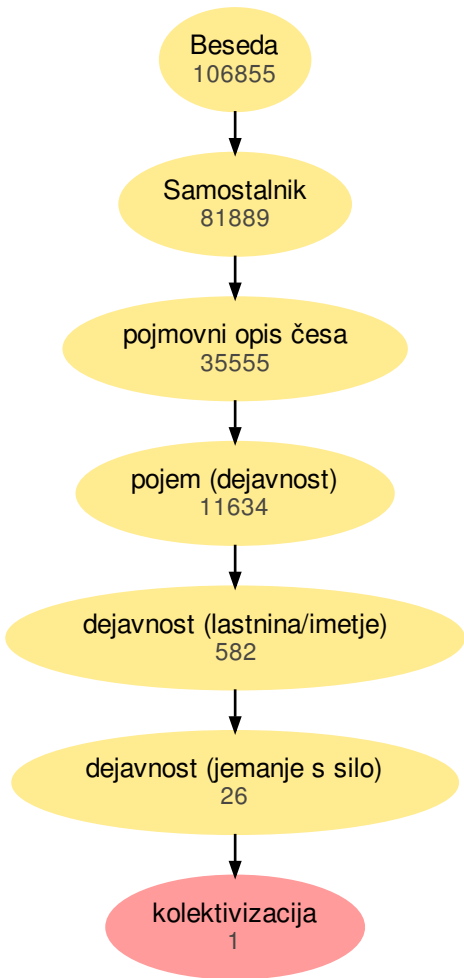 Beseda
106855
Samostalnik
81889
pojmovni opis česa
35555
pojem (dejavnost)
11634
dejavnost (lastnina/imetje)
582
dejavnost (jemanje s silo)
26
kolektivizacija
1